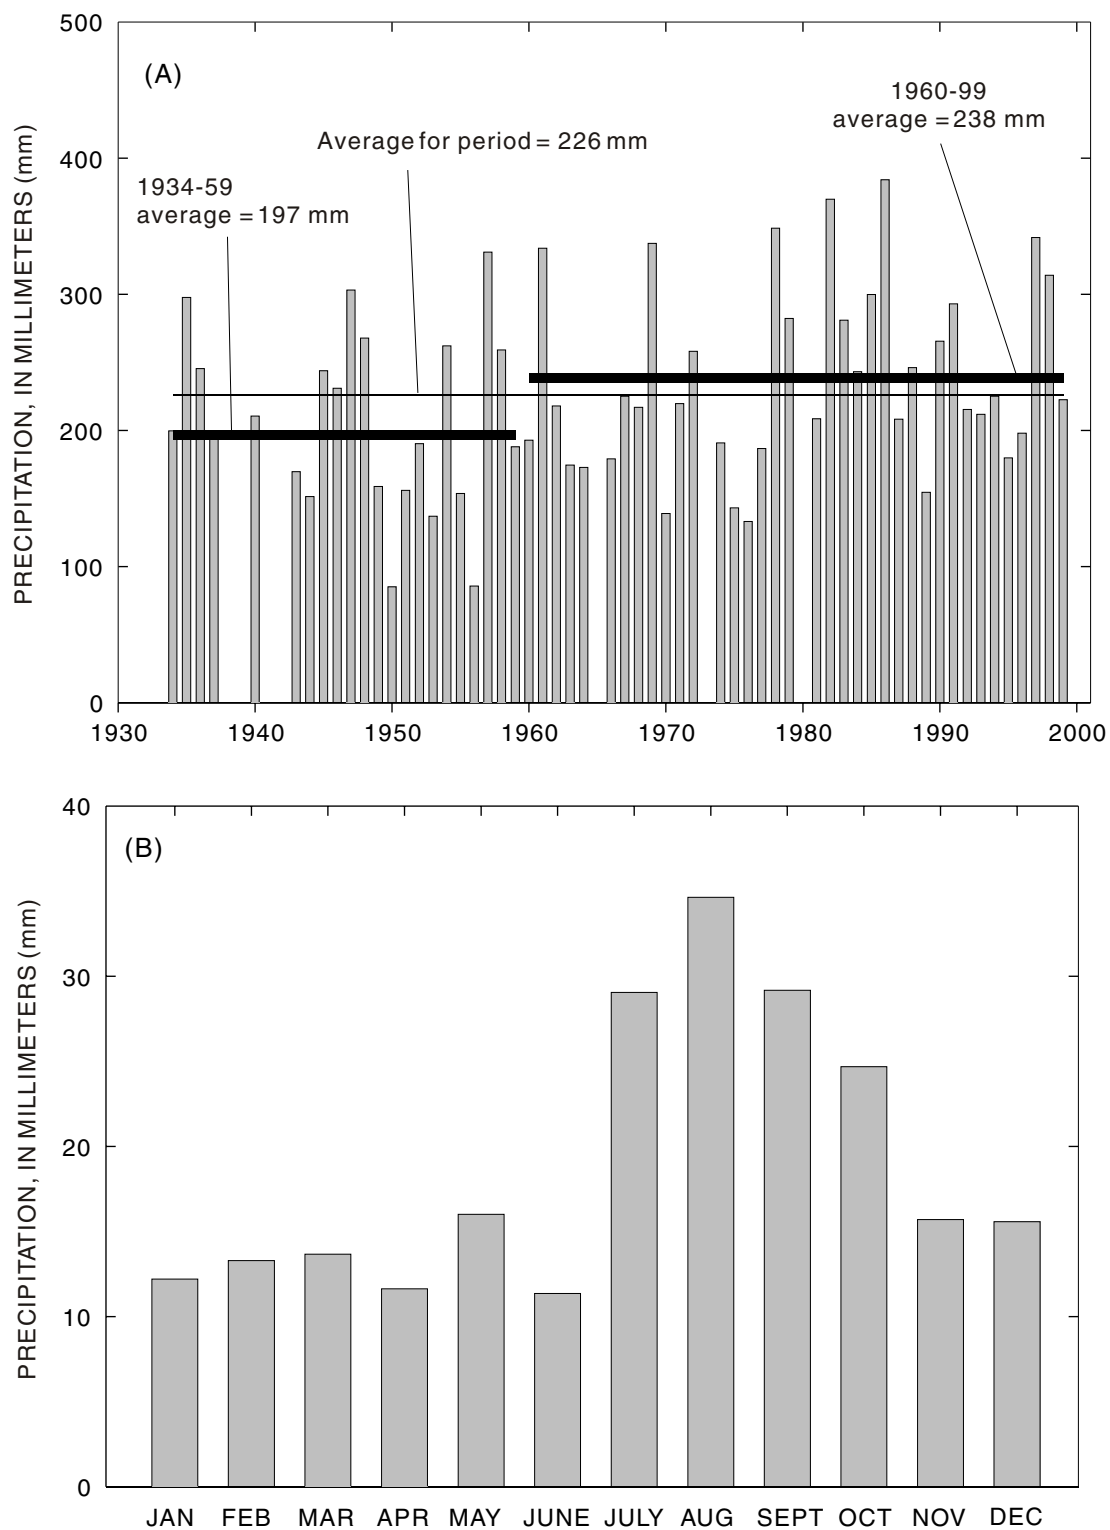 500
(A)
1960-99
average = 238 mm
Average for period = 226 mm
400
1934-59
average = 197 mm
300
200
100
0
PRECIPITATION, IN MILLIMETERS (mm)
1930 1940 1950 1960 1970 1980 1990 2000
40
(B)
30
20
10
0
PRECIPITATION, IN MILLIMETERS (mm)
JAN FEB MAR APR MAY JUNE JULY AUG SEPT OCT NOV DEC